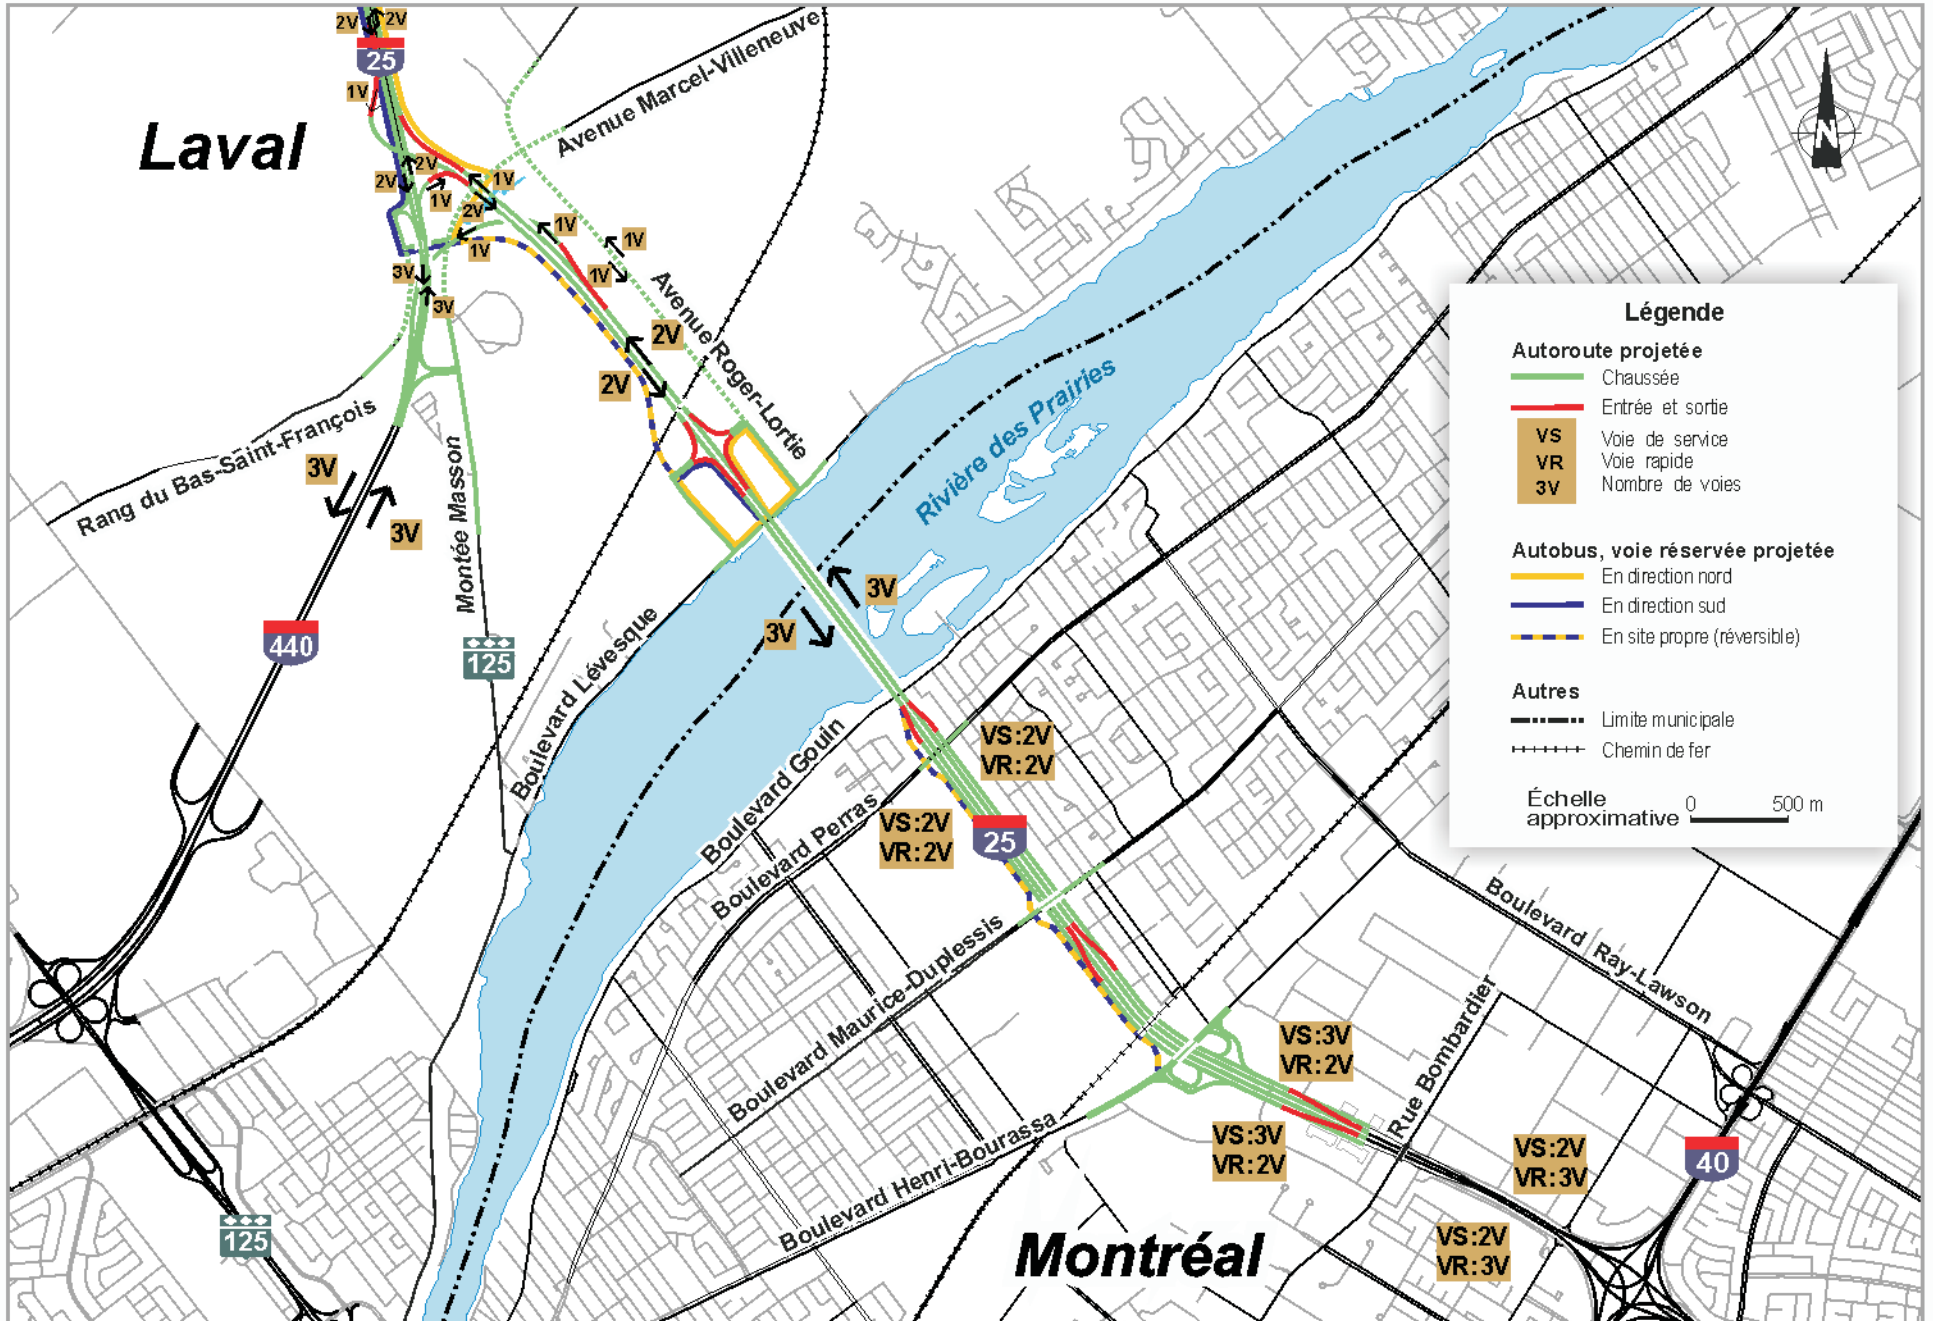 2V
2V
25
1V
Avenue Marcel-Villeneuve
Laval
2V
2V
1V
1V
2V
1V
1V
1V
1V
3V
3V
Avenue Roger-Lortie
2V
2V
Rang du Bas-Saint-François
3V
3V
Montée Masson
440
125
Rivière des Prairies
3V
3V
Boulevard Lévesque
Boulevard Gouin
Boulevard Perras
VS:2V
VR:2V
VS:2V
VR:2V
25
Boulevard Maurice-Duplessis
Boulevard Henri-Bourassa
Boulevard Ray-Lawson
Rue Bombardier
VS:3V
VR:2V
VS:3V
VR:2V
VS:2V
VR:3V
VS:2V
VR:3V
40
125
Montréal
N
Légende
Autoroute projetée
Chaussée
Entrée et sortie
VS Voie de service
VR Voie rapide
3V Nombre de voies
Autobus, voie réservée projetée
En direction nord
En direction sud
En site propre (réversible)
Autres
Limite municipale
Chemin de fer
Échelle
approximative
0 500 m